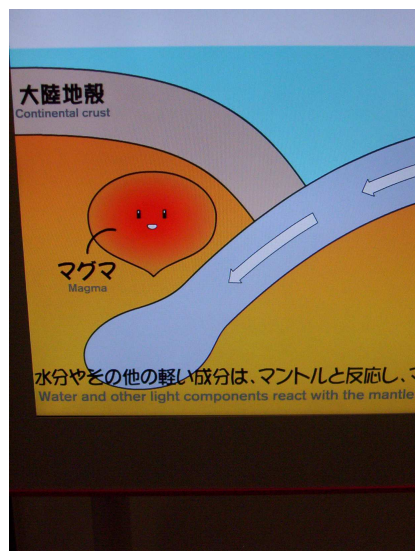 大陸地殻
Continental crust
マグマ
Magma
水分やその他の軽い成分は、マントルと反応し、マ
Water and other light components react with the mantle